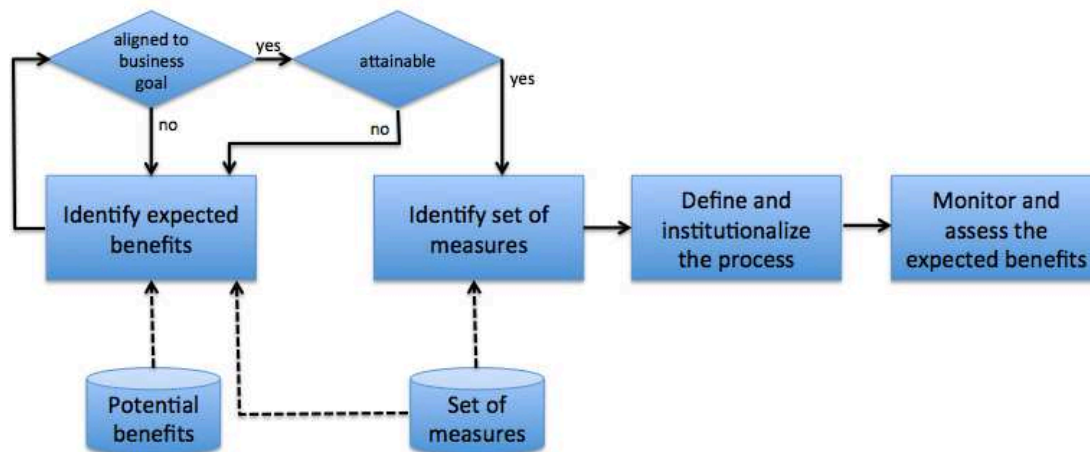 aligned to
business
goal
yes
attainable
yes
no
no
Identify expected
benefits
Identify set of
measures
Define and
institutionalize
the process
Monitor and
assess the
expected benefits
Potential
benefits
Set of
measures